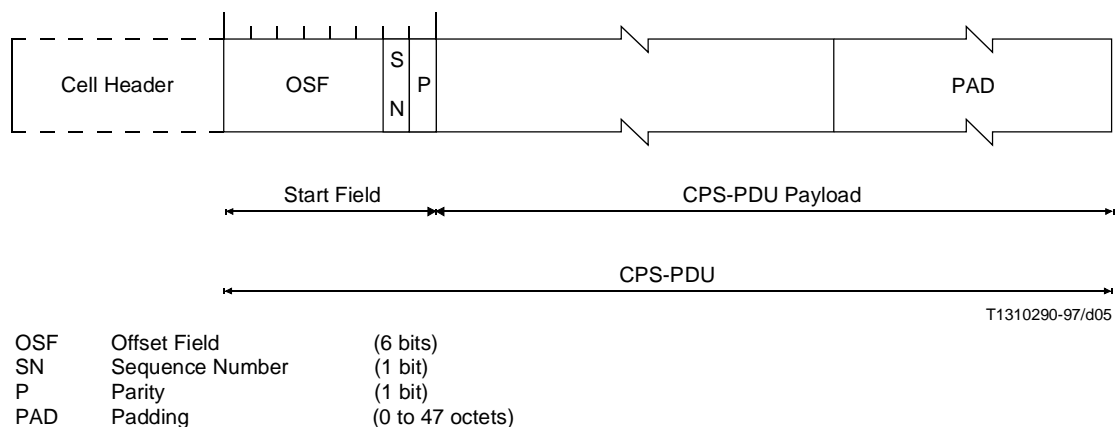 Cell Header
OSF
S
N
P
PAD
Start Field
CPS-PDU Payload
CPS-PDU
T1310290-97/d05
OSF Offset Field (6 bits)
SN Sequence Number (1 bit)
P Parity (1 bit)
PAD Padding (0 to 47 octets)